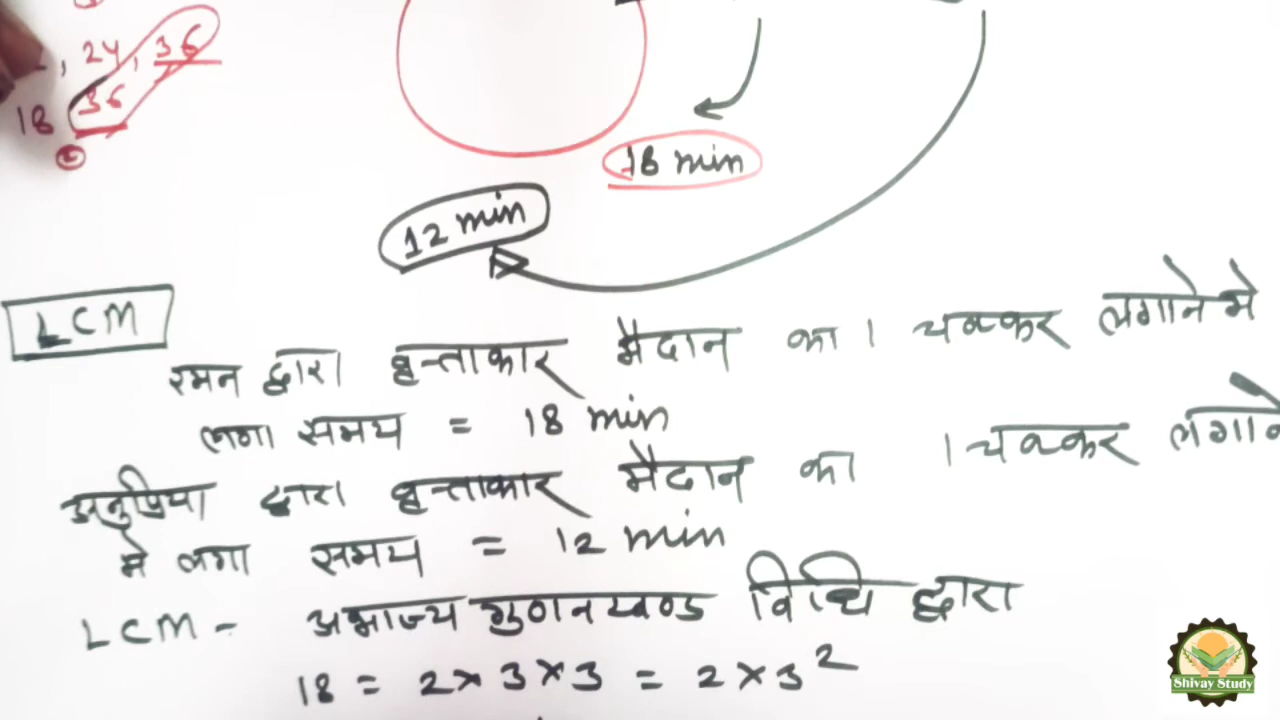 , 24, 36
18 36
18 min
12 min
LCM
रमन द्वारा वृत्ताकार मैदान का 1 चक्कर लगाने मे
लगा समय = 18 min
अनुप्रिया द्वारा वृत्ताकार मैदान का 1 चक्कर लगाने
मे लगा समय = 12 min
LCM - अभाज्य गुणनखण्ड विधि द्वारा
18 = 2 × 3 × 3 = 2 × 3²
Shivay Study